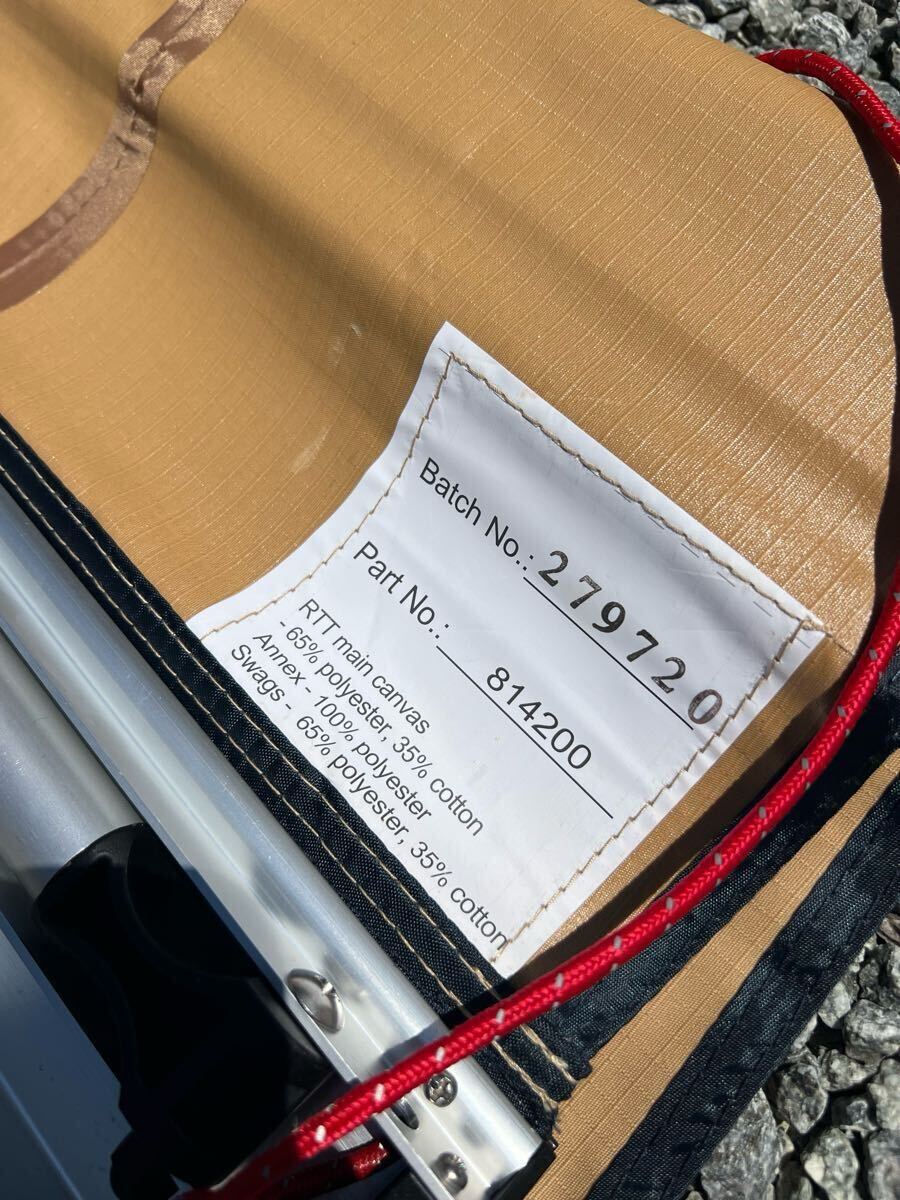 Batch No.: 279720
Part No.: 814200
RTT main canvas
- 65% polyester, 35% cotton
Annex - 100% polyester
Swags - 65% polyester, 35% cotton